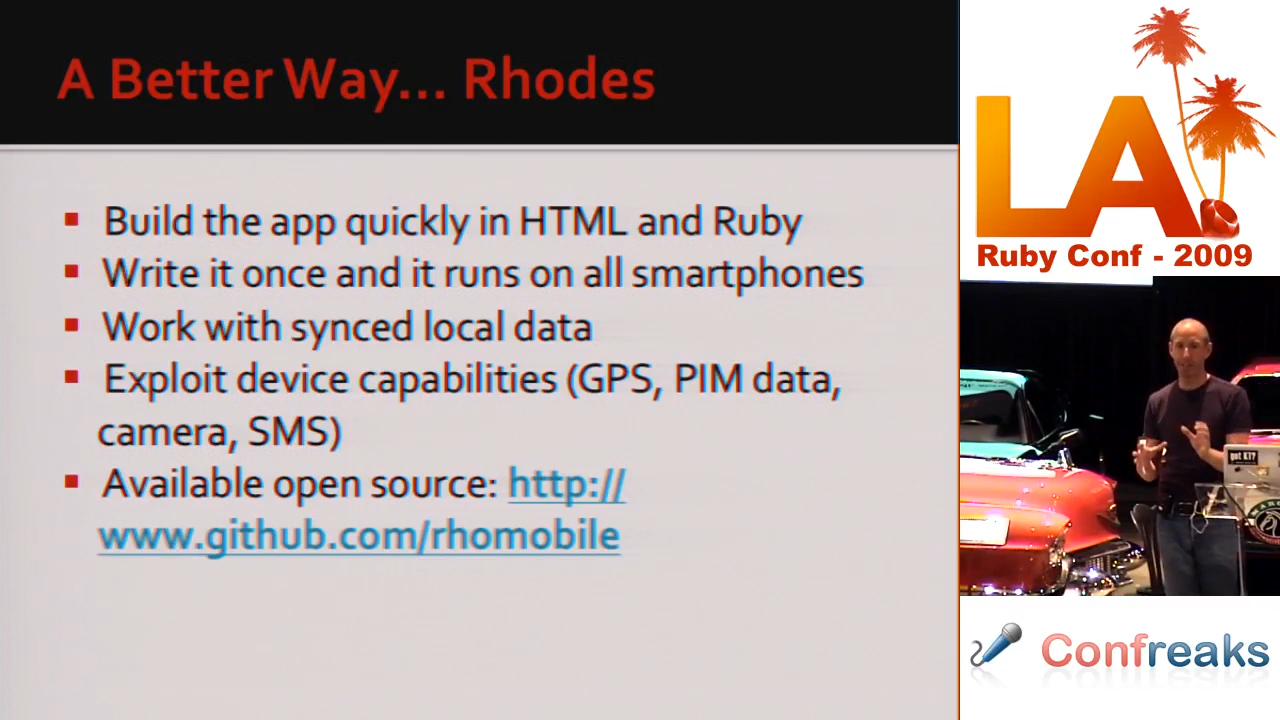 A Better Way... Rhodes
Build the app quickly in HTML and Ruby
Write it once and it runs on all smartphones
Work with synced local data
Exploit device capabilities (GPS, PIM data,
camera, SMS)
Available open source: http://
www.github.com/rhomobile
LA
Ruby Conf - 2009
got KI?
Confreaks